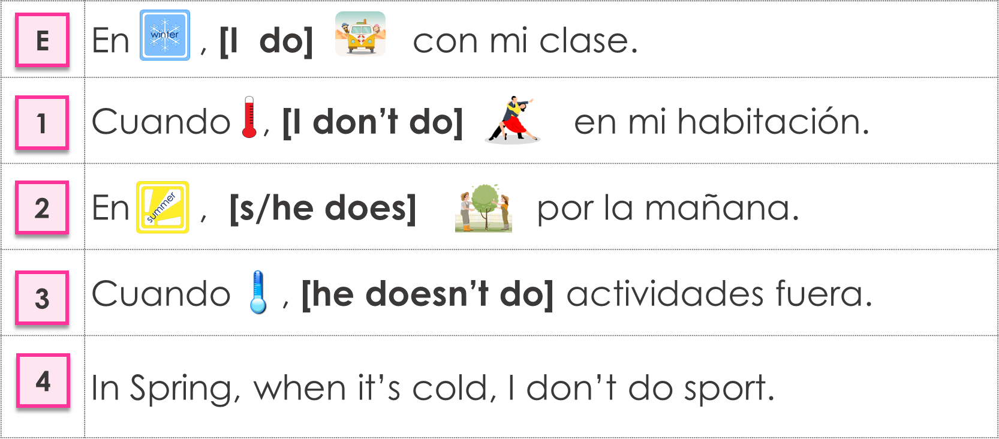 E En winter , [I do] con mi clase.
1 Cuando , [I don't do] en mi habitación.
2 En summer , [s/he does] por la mañana.
3 Cuando , [he doesn't do] actividades fuera.
4 In Spring, when it's cold, I don't do sport.